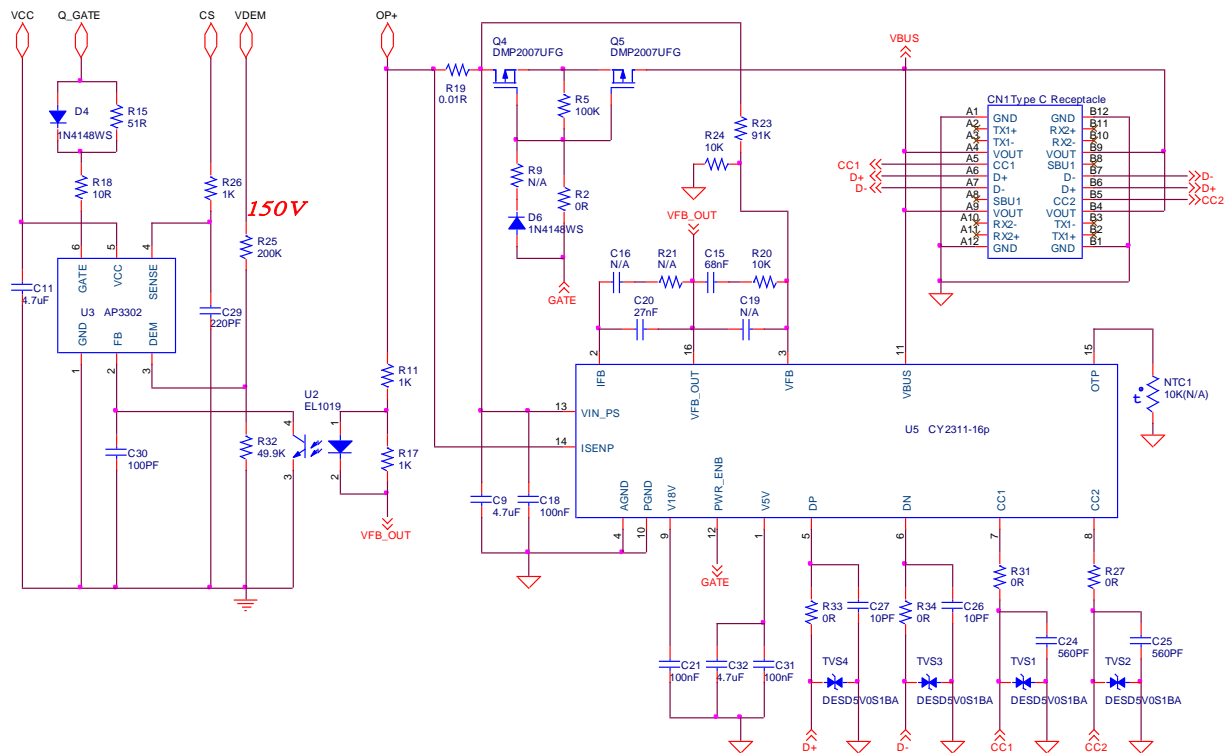 VCC
Q_GATE
CS
VDEM
OP+
Q4
DMP2007UFG
Q5
DMP2007UFG
VBUS
R19
0.01R
D4
1N4148WS
R15
51R
R5
100K
R23
91K
R24
10K
CN1Type C Receptacle
A1
A2
A3
A4
A5
A6
A7
A8
A9
A10
A11
A12
GND
TX1+
TX1-
VOUT
CC1
D+
D-
SBU1
VOUT
RX2-
RX2+
GND
GND
RX2+
RX2-
VOUT
SBU1
D-
D+
CC2
VOUT
TX1-
TX1+
GND
B12
B11
B10
B9
B8
B7
B6
B5
B4
B3
B2
B1
CC1
D+
D-
D-
D+
CC2
R18
10R
R26
1K
150V
R9
N/A
R2
0R
D6
1N4148WS
VFB_OUT
R25
200K
6
5
4
GATE
VCC
SENSE
U3
AP3302
GND
FB
DEM
1
2
3
C11
4.7uF
C29
220PF
GATE
C16
N/A
R21
N/A
C15
68nF
R20
10K
C20
27nF
C19
N/A
2
16
3
11
15
IFB
VFB_OUT
VFB
VBUS
OTP
NTC1
10K(N/A)
t
R11
1K
U2
EL1019
4
3
1
2
R32
49.9K
C30
100PF
R17
1K
VFB_OUT
13
VIN_PS
14
ISENP
U5
CY2311-16p
AGND
PGND
V18V
PWR_ENB
V5V
DP
DN
CC1
CC2
4
10
9
12
1
5
6
7
8
C9
4.7uF
C18
100nF
GATE
R33
0R
C27
10PF
R34
0R
C26
10PF
R31
0R
C24
560PF
R27
0R
C25
560PF
C21
100nF
C32
4.7uF
C31
100nF
TVS4
DESD5V0S1BA
TVS3
DESD5V0S1BA
TVS1
DESD5V0S1BA
TVS2
DESD5V0S1BA
D+
D-
CC1
CC2